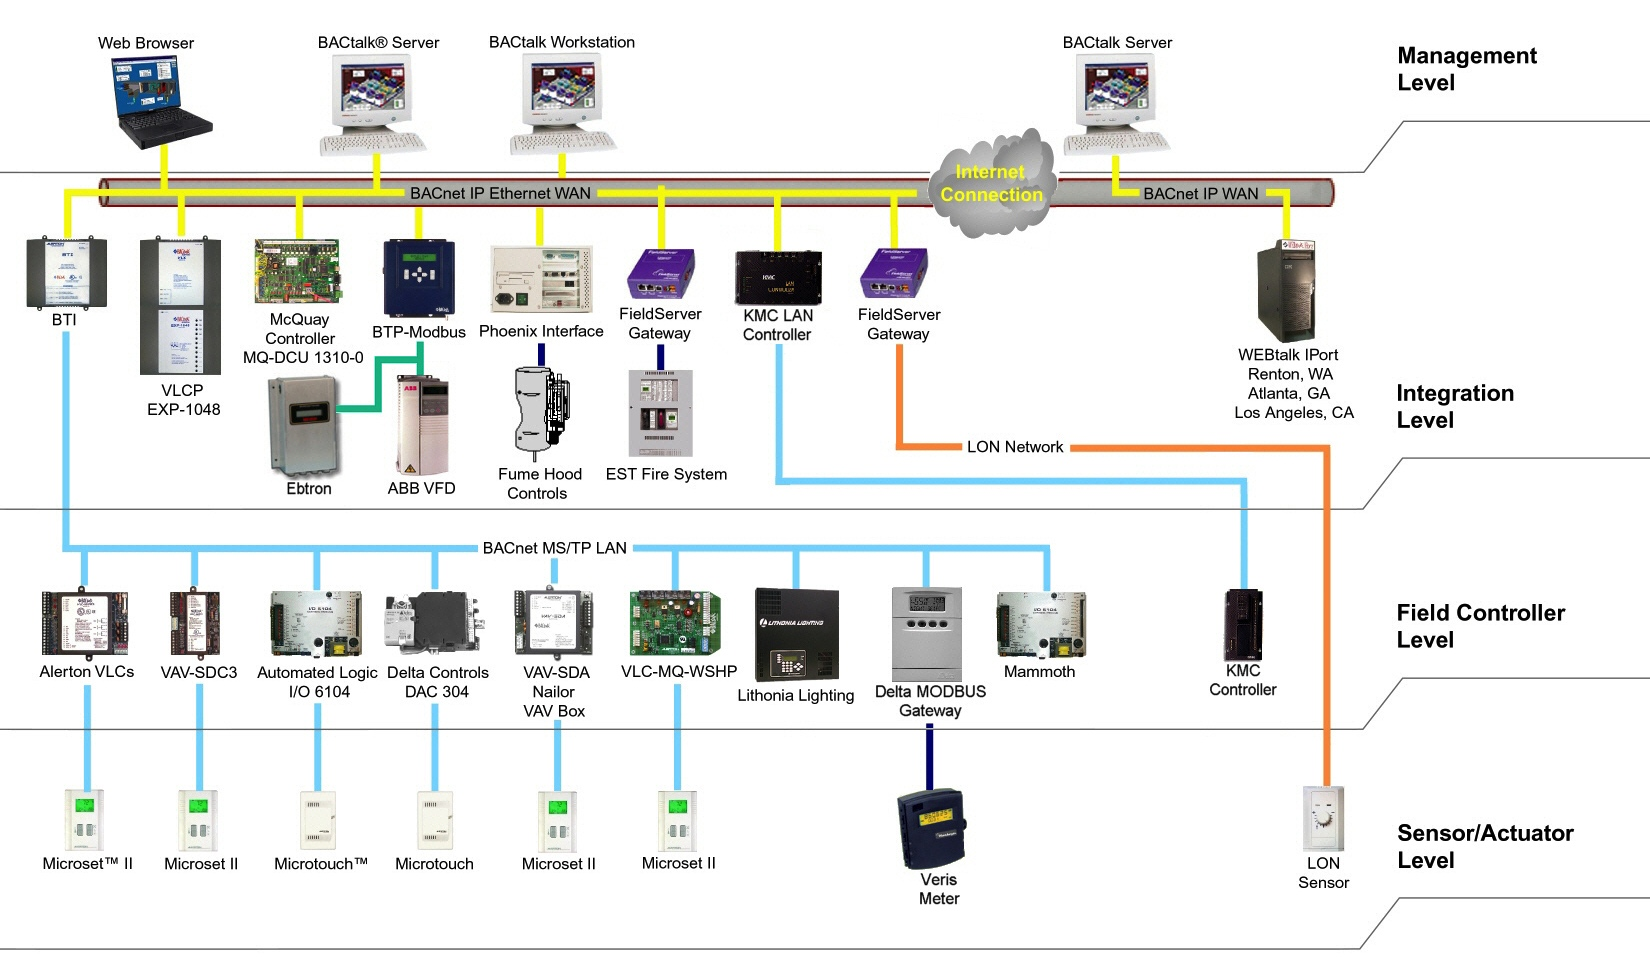 Web Browser
BACtalk® Server
BACtalk Workstation
BACtalk Server
Management
Level
Internet
Connection
BACnet IP Ethernet WAN
BACnet IP WAN
BTI
VLCP
EXP-1048
McQuay
Controller
MQ-DCU 1310-0
BTP-Modbus
Phoenix Interface
FieldServer
Gateway
KMC LAN
Controller
FieldServer
Gateway
WEBtalk IPort
Renton, WA
Atlanta, GA
Los Angeles, CA
Integration
Level
ABB
Ebtron
ABB VFD
Fume Hood
Controls
EST Fire System
LON Network
BACnet MS/TP LAN
Alerton VLCs
VAV-SDC3
Automated Logic
I/O 6104
Delta Controls
DAC 304
VAV-SDA
Nailor
VAV Box
VLC-MQ-WSHP
LITHONIA LIGHTING
Lithonia Lighting
Delta MODBUS
Gateway
Mammoth
KMC
Controller
Field Controller
Level
Microset™ II
Microset II
Microtouch™
Microtouch
Microset II
Microset II
Veris
Meter
LON
Sensor
Sensor/Actuator
Level